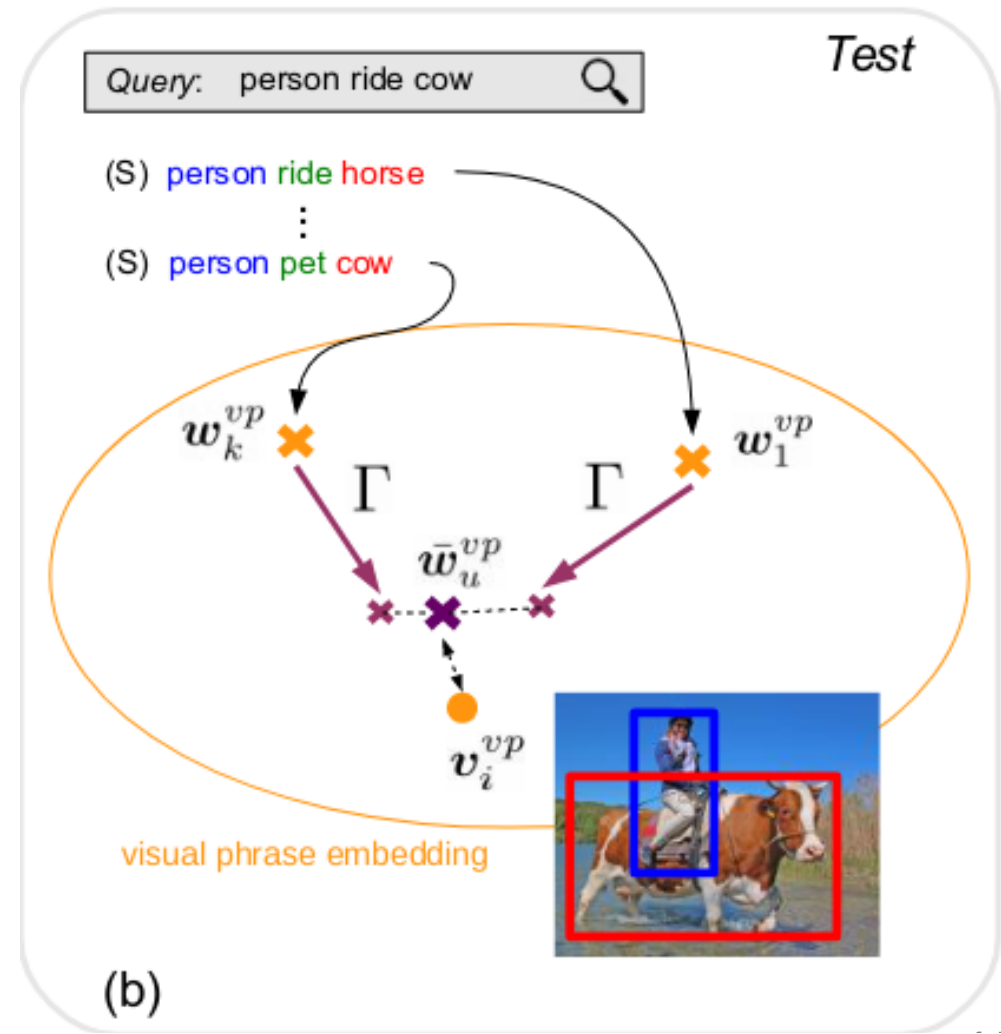 Test
Query: person ride cow
(S) person ride horse
⋮
(S) person pet cow
w_k^{vp}
w_1^{vp}
Γ
Γ
\bar{w}_u^{vp}
v_i^{vp}
visual phrase embedding
(b)